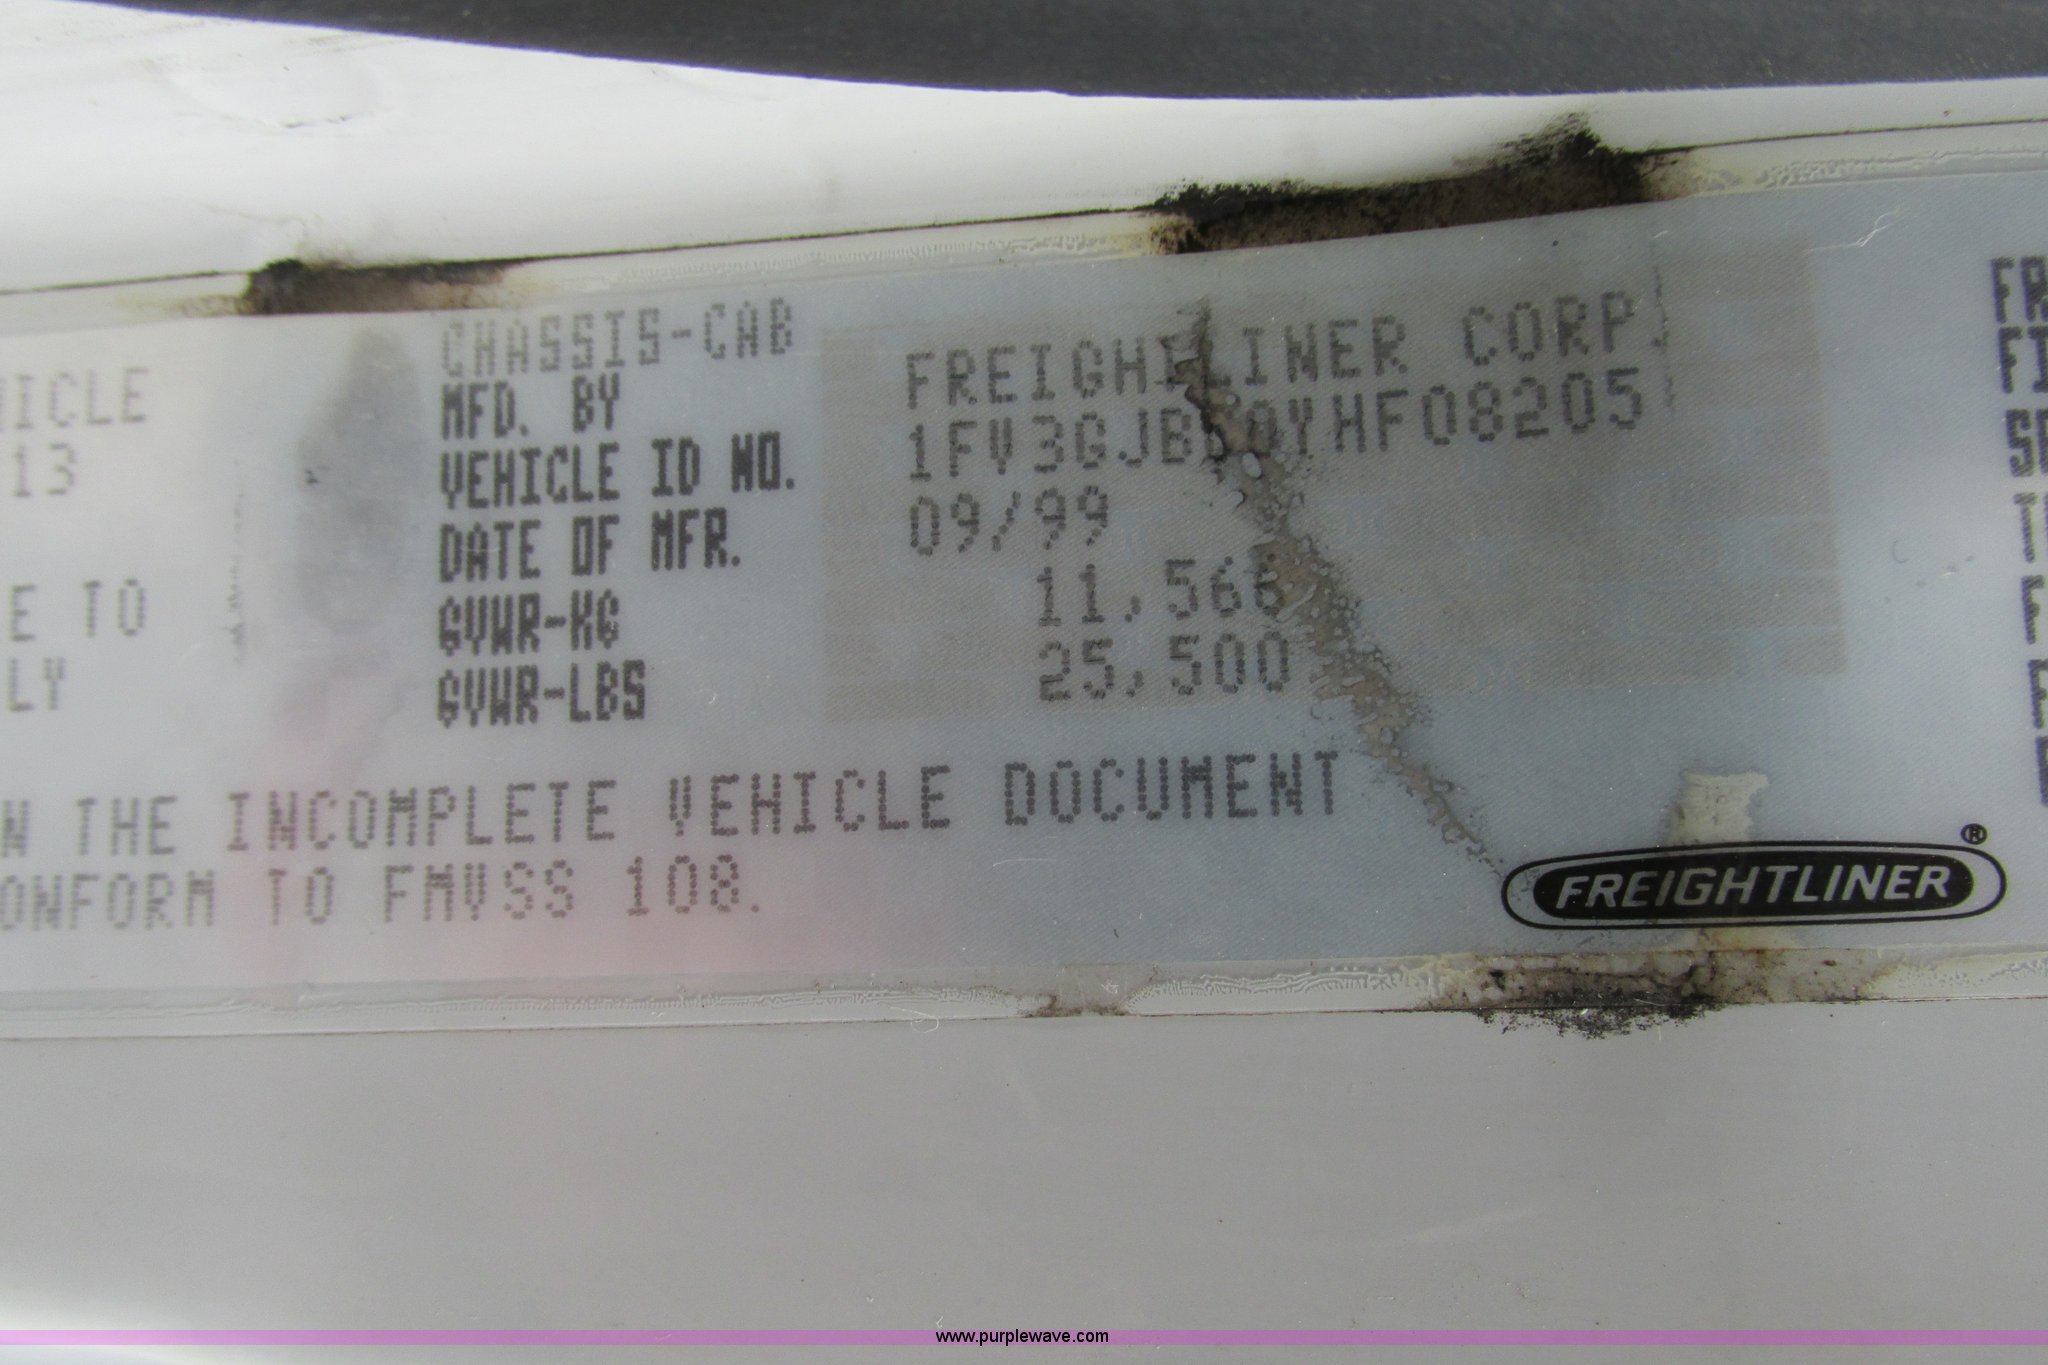 CHASSIS-CAB
MFD. BY FREIGHTLINER CORP.
VEHICLE ID NO.
DATE OF MFR. 09/99
GVWR-KG 11,566
GVWR-LBS 25,500
ICLE
13
E TO
LY
N THE INCOMPLETE VEHICLE DOCUMENT
ONFORM TO FMVSS 108.
FREIGHTLINER®
www.purplewave.com